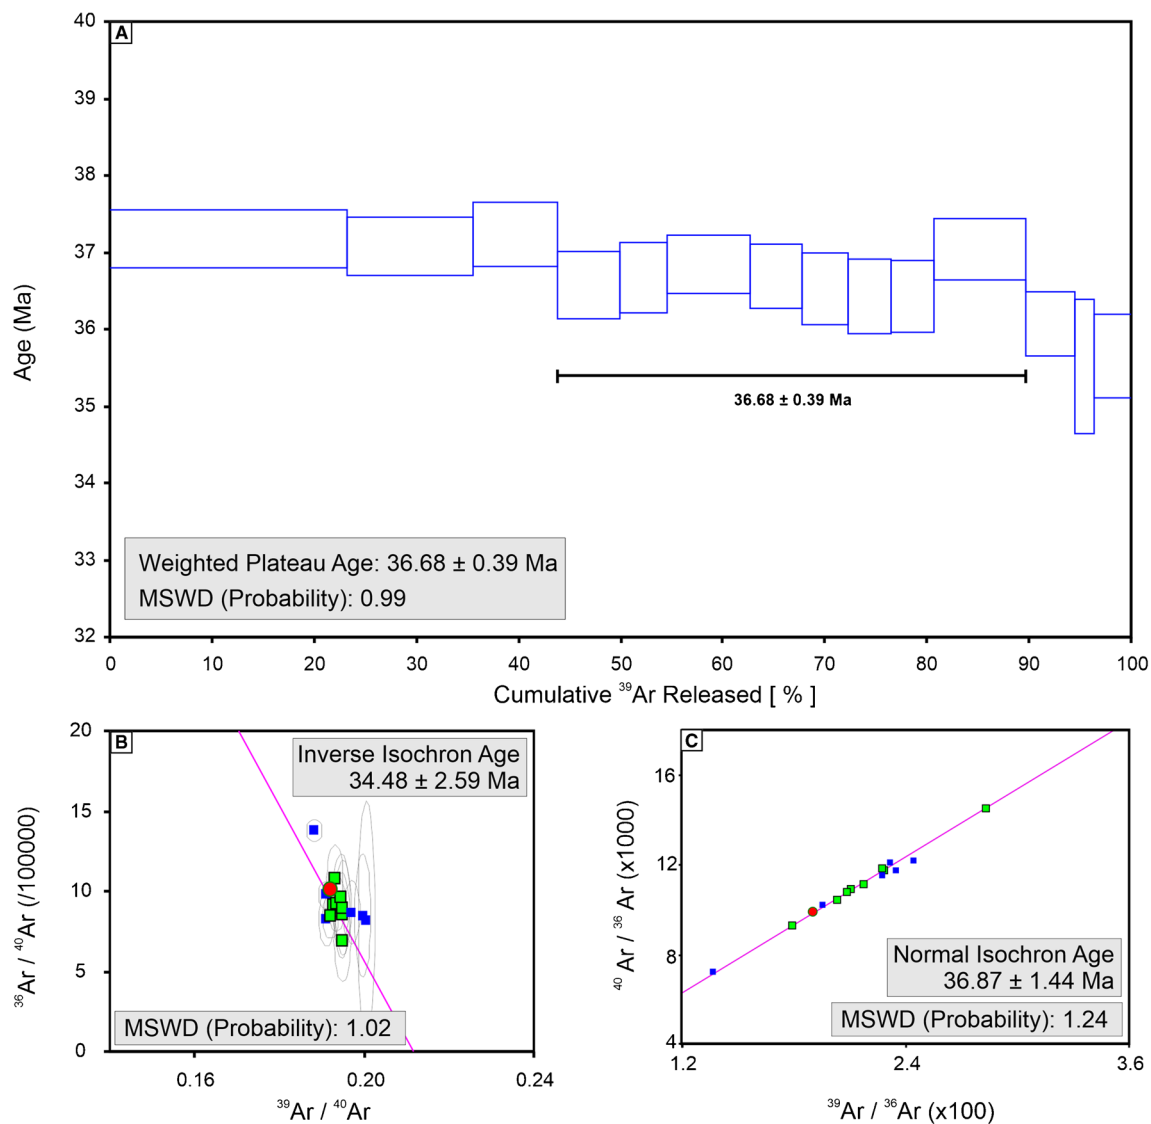 A
40
39
38
37
36
35
34
33
32
Age (Ma)
36.68 ± 0.39 Ma
Weighted Plateau Age: 36.68 ± 0.39 Ma
MSWD (Probability): 0.99
0 10 20 30 40 50 60 70 80 90 100
Cumulative ³⁹Ar Released [ % ]
B
20
15
10
5
0
³⁶Ar / ⁴⁰Ar (/100000)
Inverse Isochron Age
34.48 ± 2.59 Ma
MSWD (Probability): 1.02
0.16 0.20 0.24
³⁹Ar / ⁴⁰Ar
C
16
12
8
4
⁴⁰Ar / ³⁶Ar (x1000)
Normal Isochron Age
36.87 ± 1.44 Ma
MSWD (Probability): 1.24
1.2 2.4 3.6
³⁹Ar / ³⁶Ar (x100)